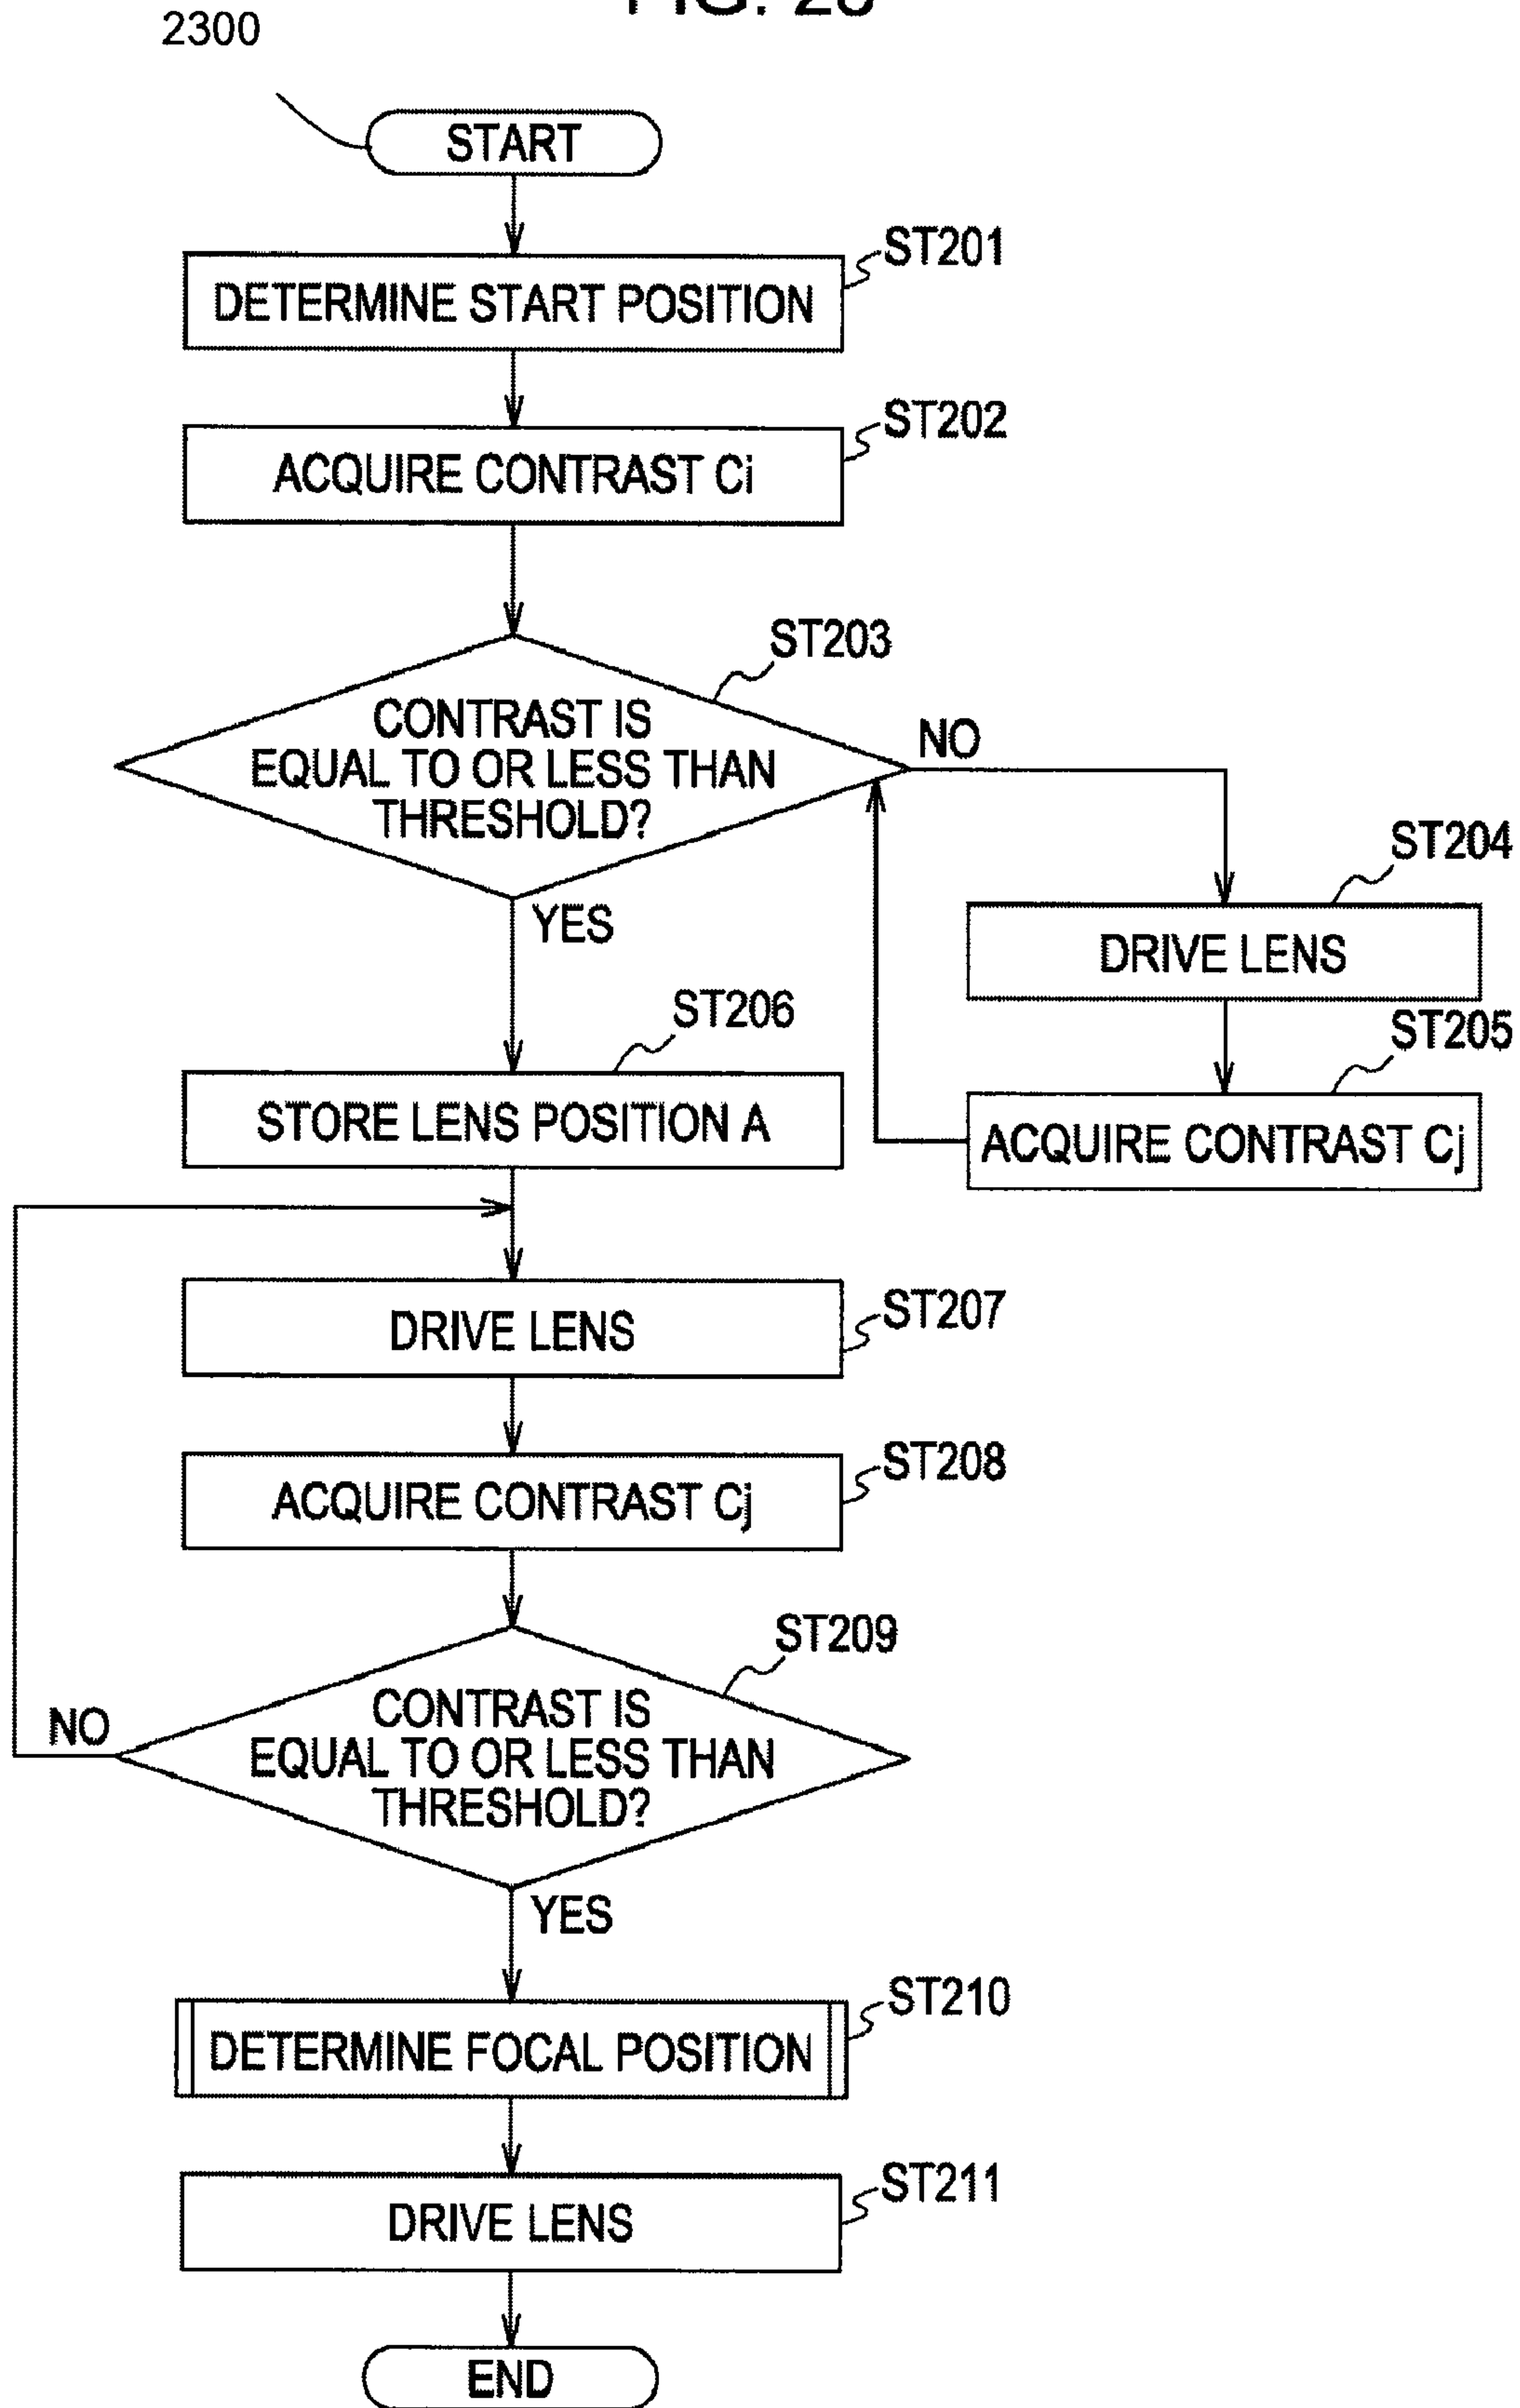 FIG. 23
2300
START
ST201
DETERMINE START POSITION
ST202
ACQUIRE CONTRAST Ci
ST203
CONTRAST IS
EQUAL TO OR LESS THAN
THRESHOLD?
NO
YES
ST204
DRIVE LENS
ST205
ACQUIRE CONTRAST Cj
ST206
STORE LENS POSITION A
ST207
DRIVE LENS
ST208
ACQUIRE CONTRAST Cj
ST209
CONTRAST IS
EQUAL TO OR LESS THAN
THRESHOLD?
NO
YES
ST210
DETERMINE FOCAL POSITION
ST211
DRIVE LENS
END